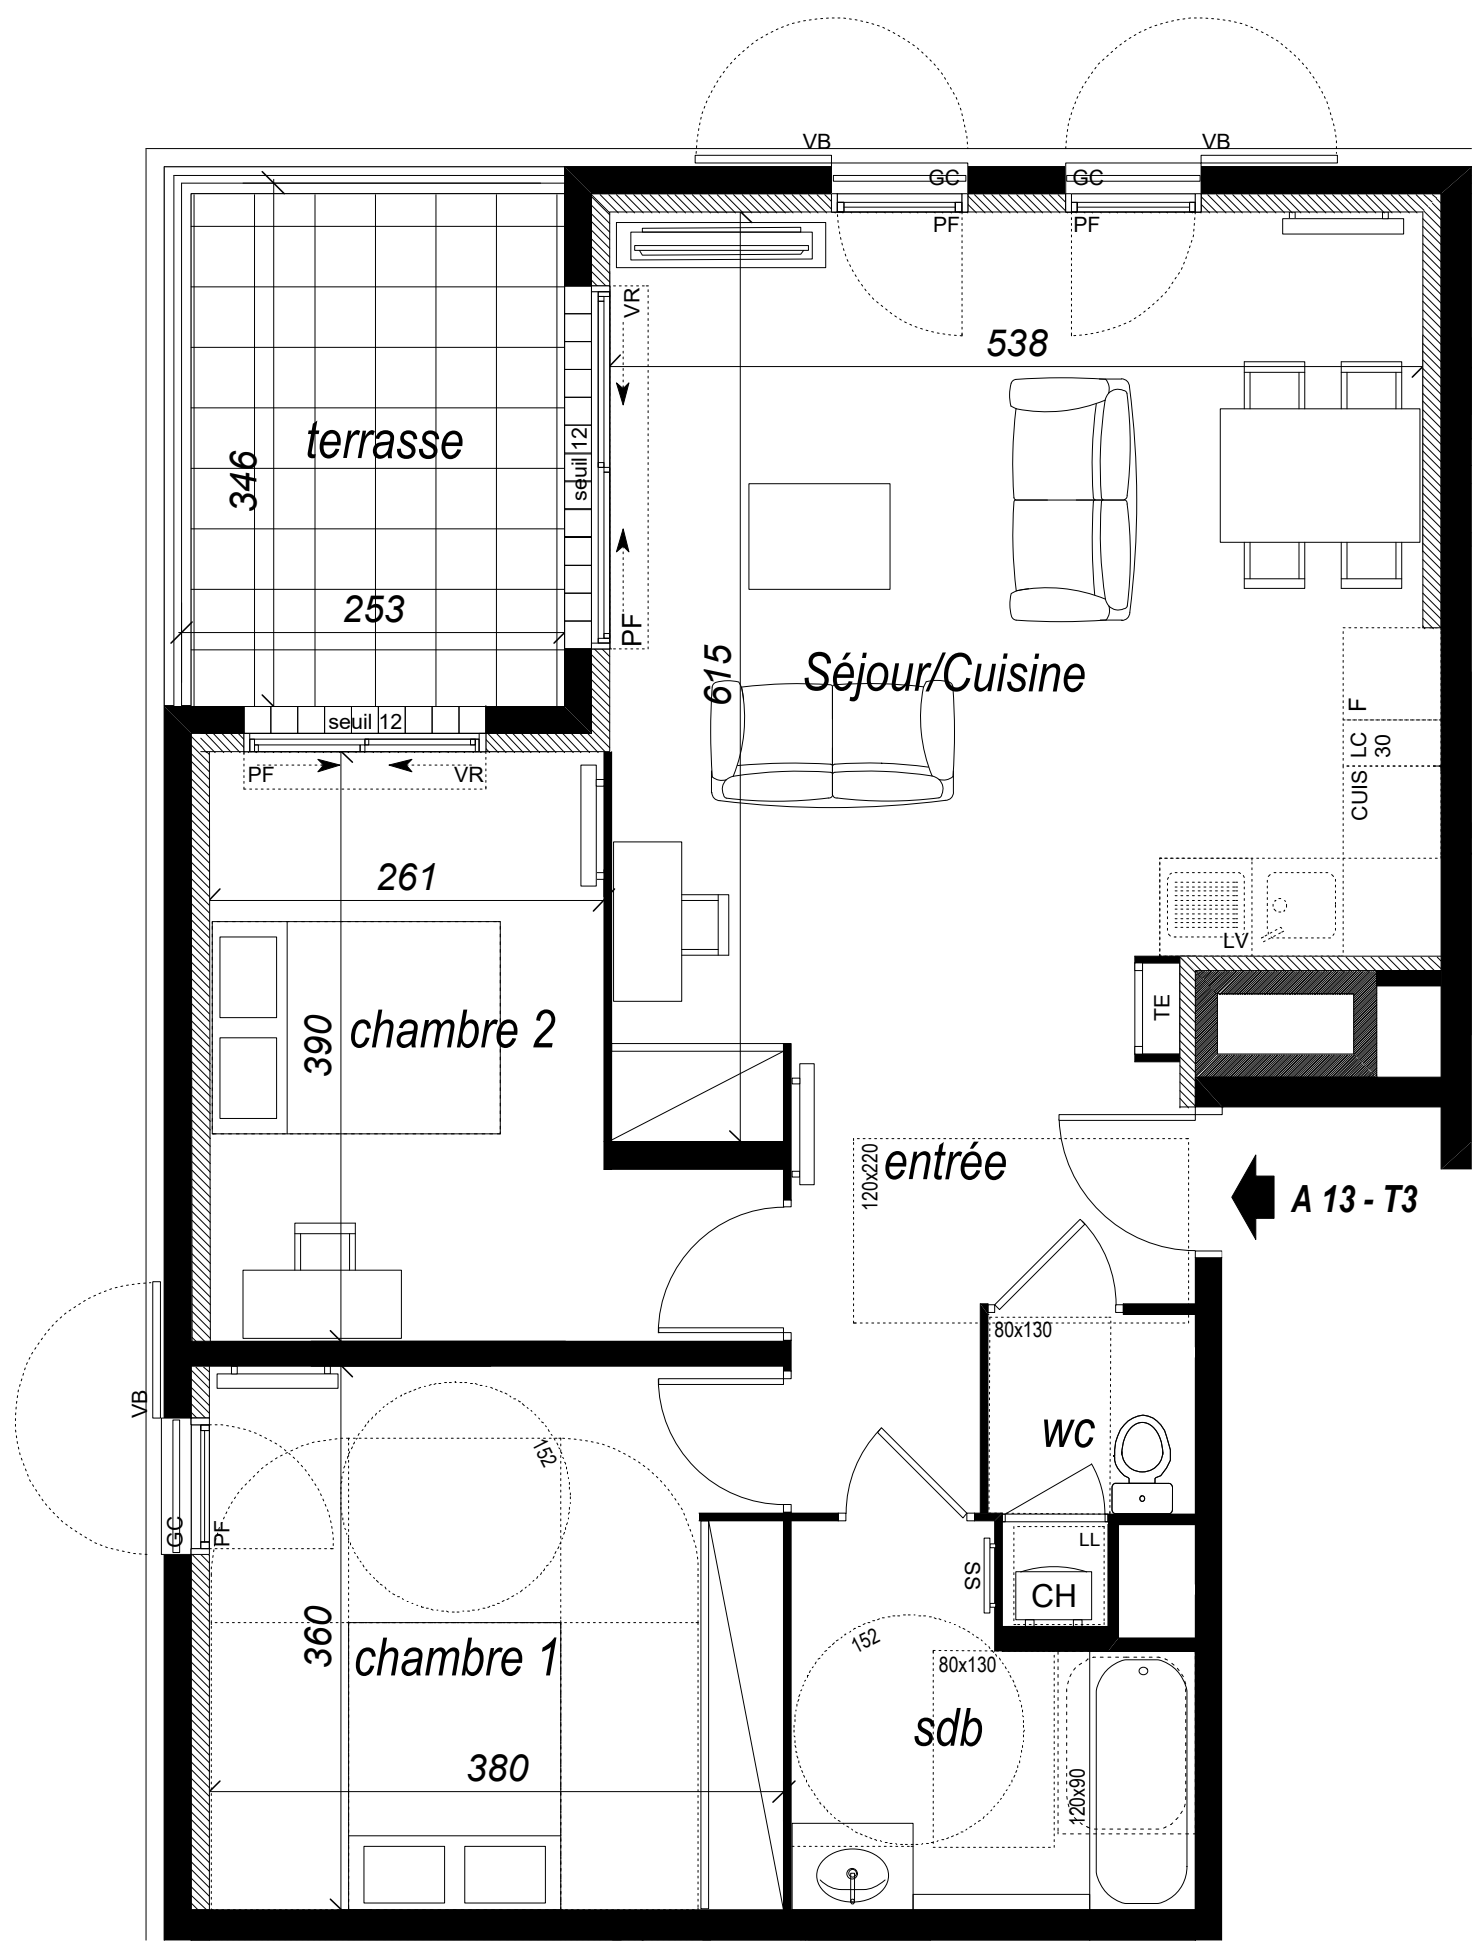 VB
VB
GC
GC
PF
PF
VR
538
terrasse
346
seuil 12
253
PF
615
Séjour/Cuisine
F
LC
30
CUIS
seuil 12
PF
VR
261
LV
TE
chambre 2
390
120x220
entrée
A 13 - T3
80x130
VB
wc
152
GC
PF
LL
SS
CH
360
chambre 1
152
80x130
sdb
380
120x90